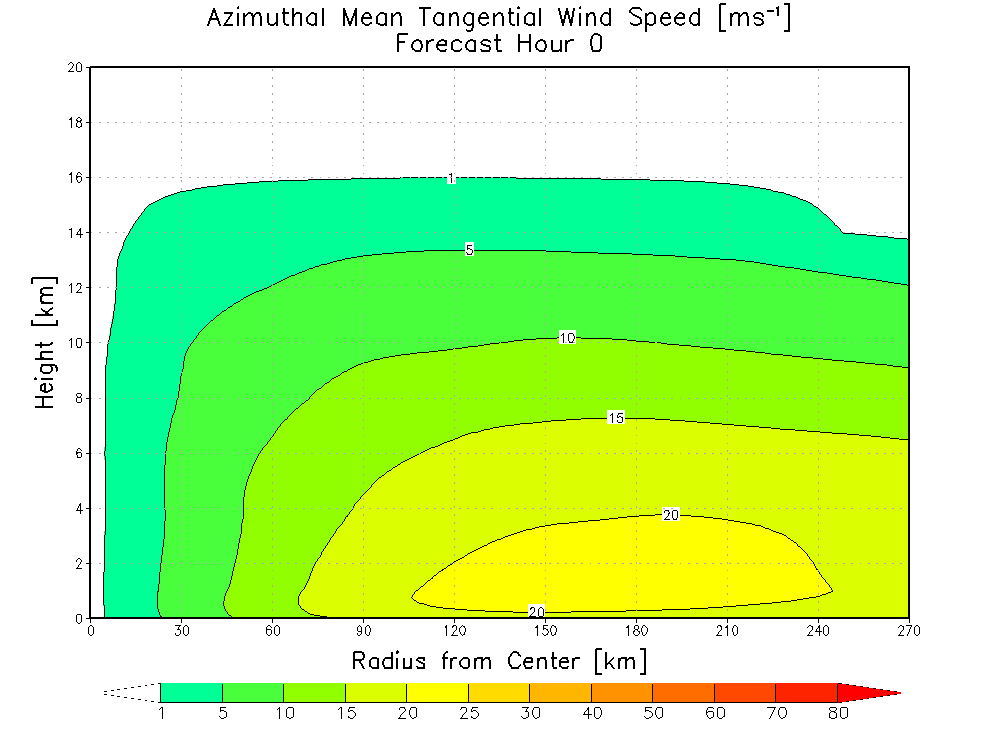 Azimuthal Mean Tangential Wind Speed [ms⁻¹]
Forecast Hour 0
20
18
16
14
12
10
8
6
4
2
0
Height [km]
1
5
10
15
20
20
0 30 60 90 120 150 180 210 240 270
Radius from Center [km]
1 5 10 15 20 25 30 40 50 60 70 80